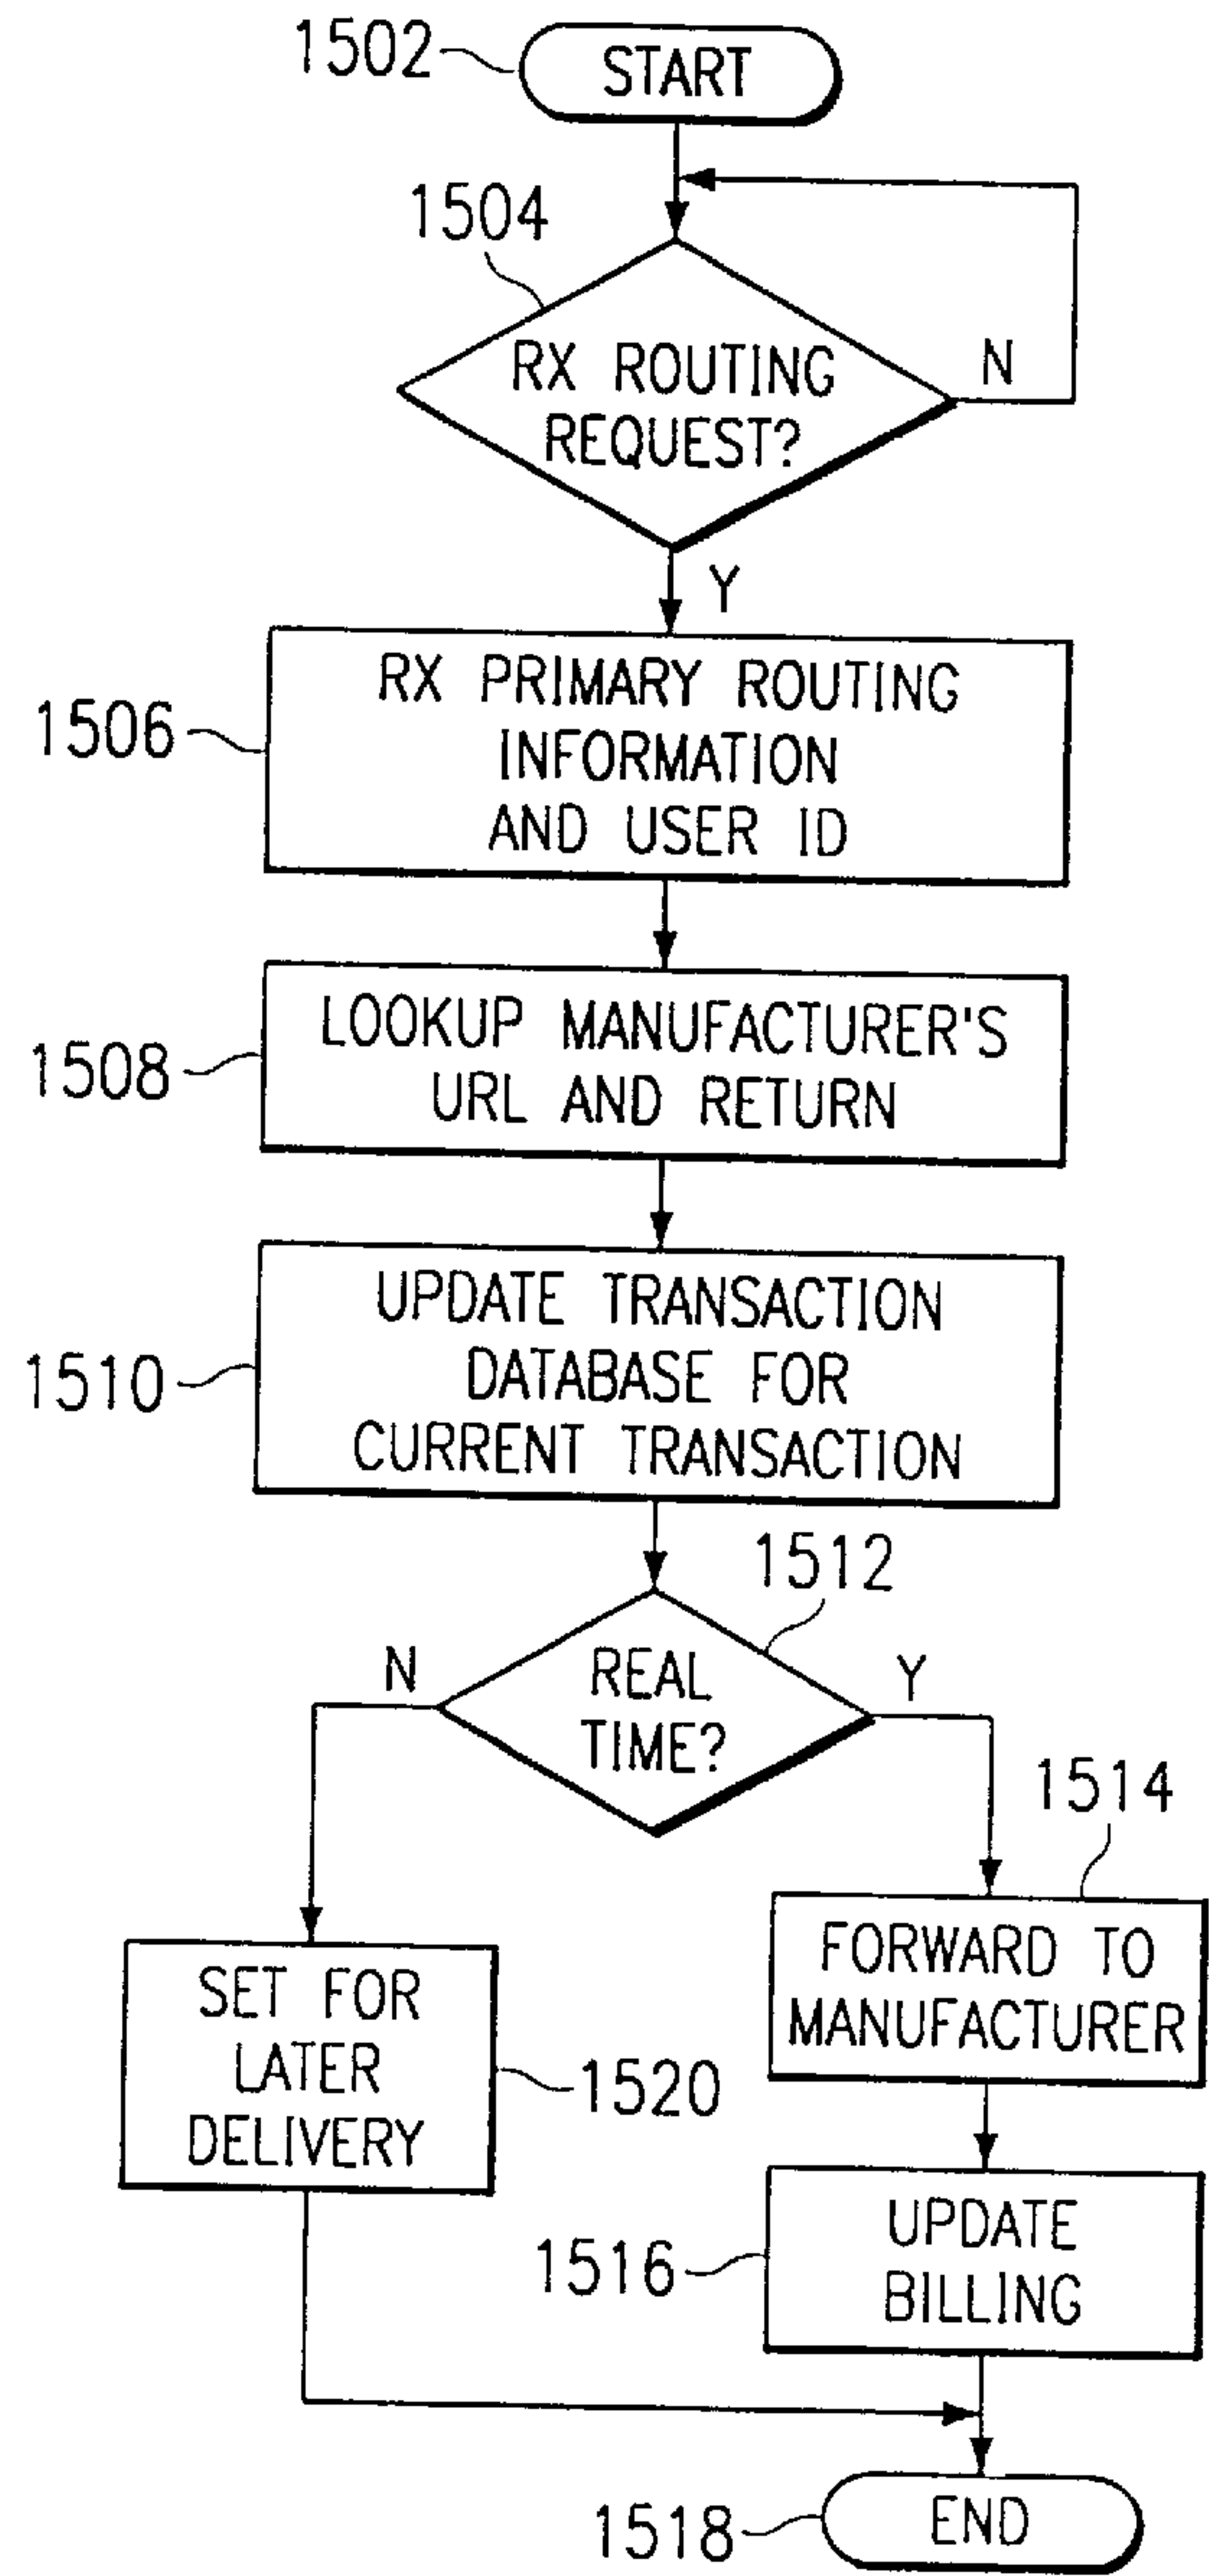 1502
START
1504
RX ROUTING
REQUEST?
N
Y
1506
RX PRIMARY ROUTING
INFORMATION
AND USER ID
1508
LOOKUP MANUFACTURER'S
URL AND RETURN
1510
UPDATE TRANSACTION
DATABASE FOR
CURRENT TRANSACTION
1512
N
REAL
TIME?
Y
1514
FORWARD TO
MANUFACTURER
SET FOR
LATER
DELIVERY
1520
1516
UPDATE
BILLING
1518
END